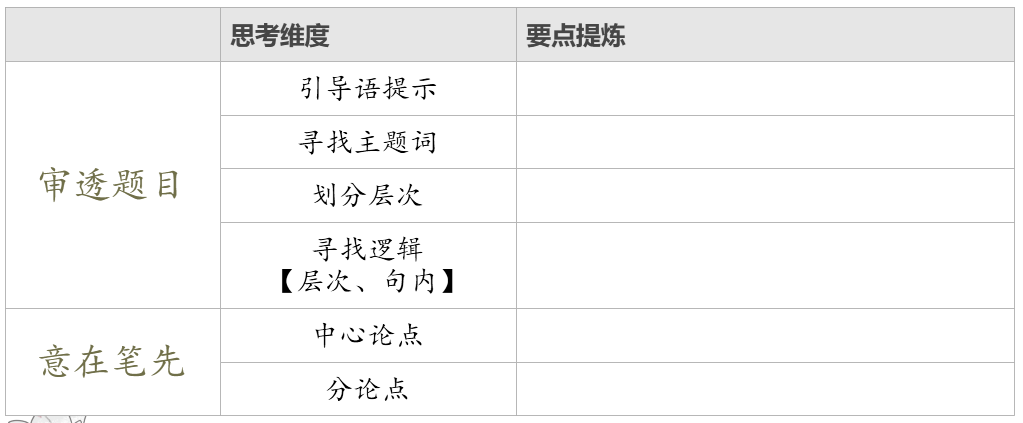 思考维度 要点提炼
审透题目
引导语提示
寻找主题词
划分层次
寻找逻辑
【层次、句内】
意在笔先
中心论点
分论点